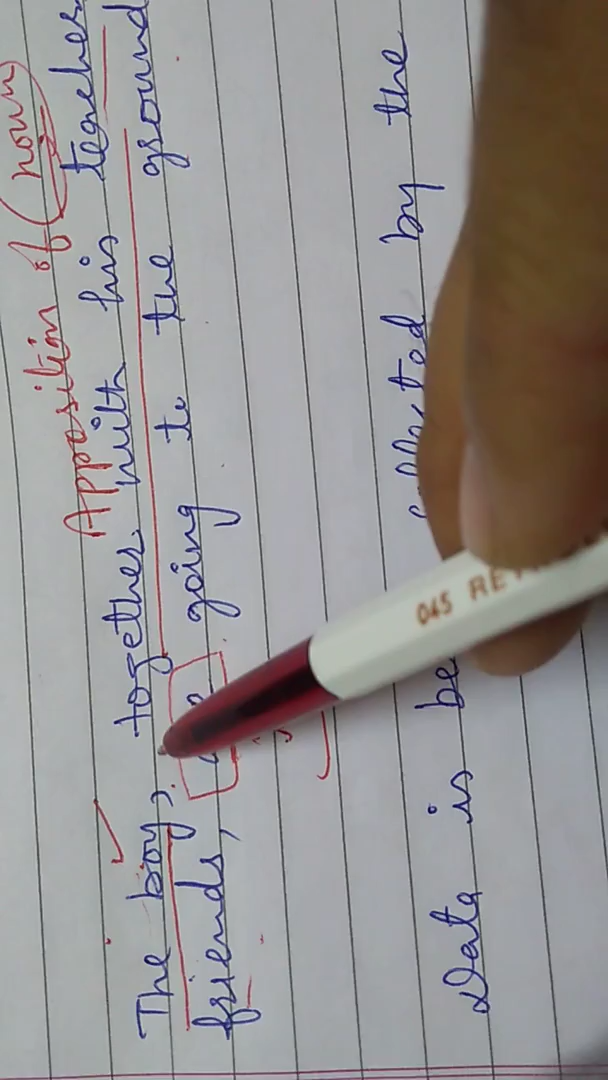 Apposition of (noun)
The boy, together with his teacher
friends, going to the ground
Data is by the
045 RE